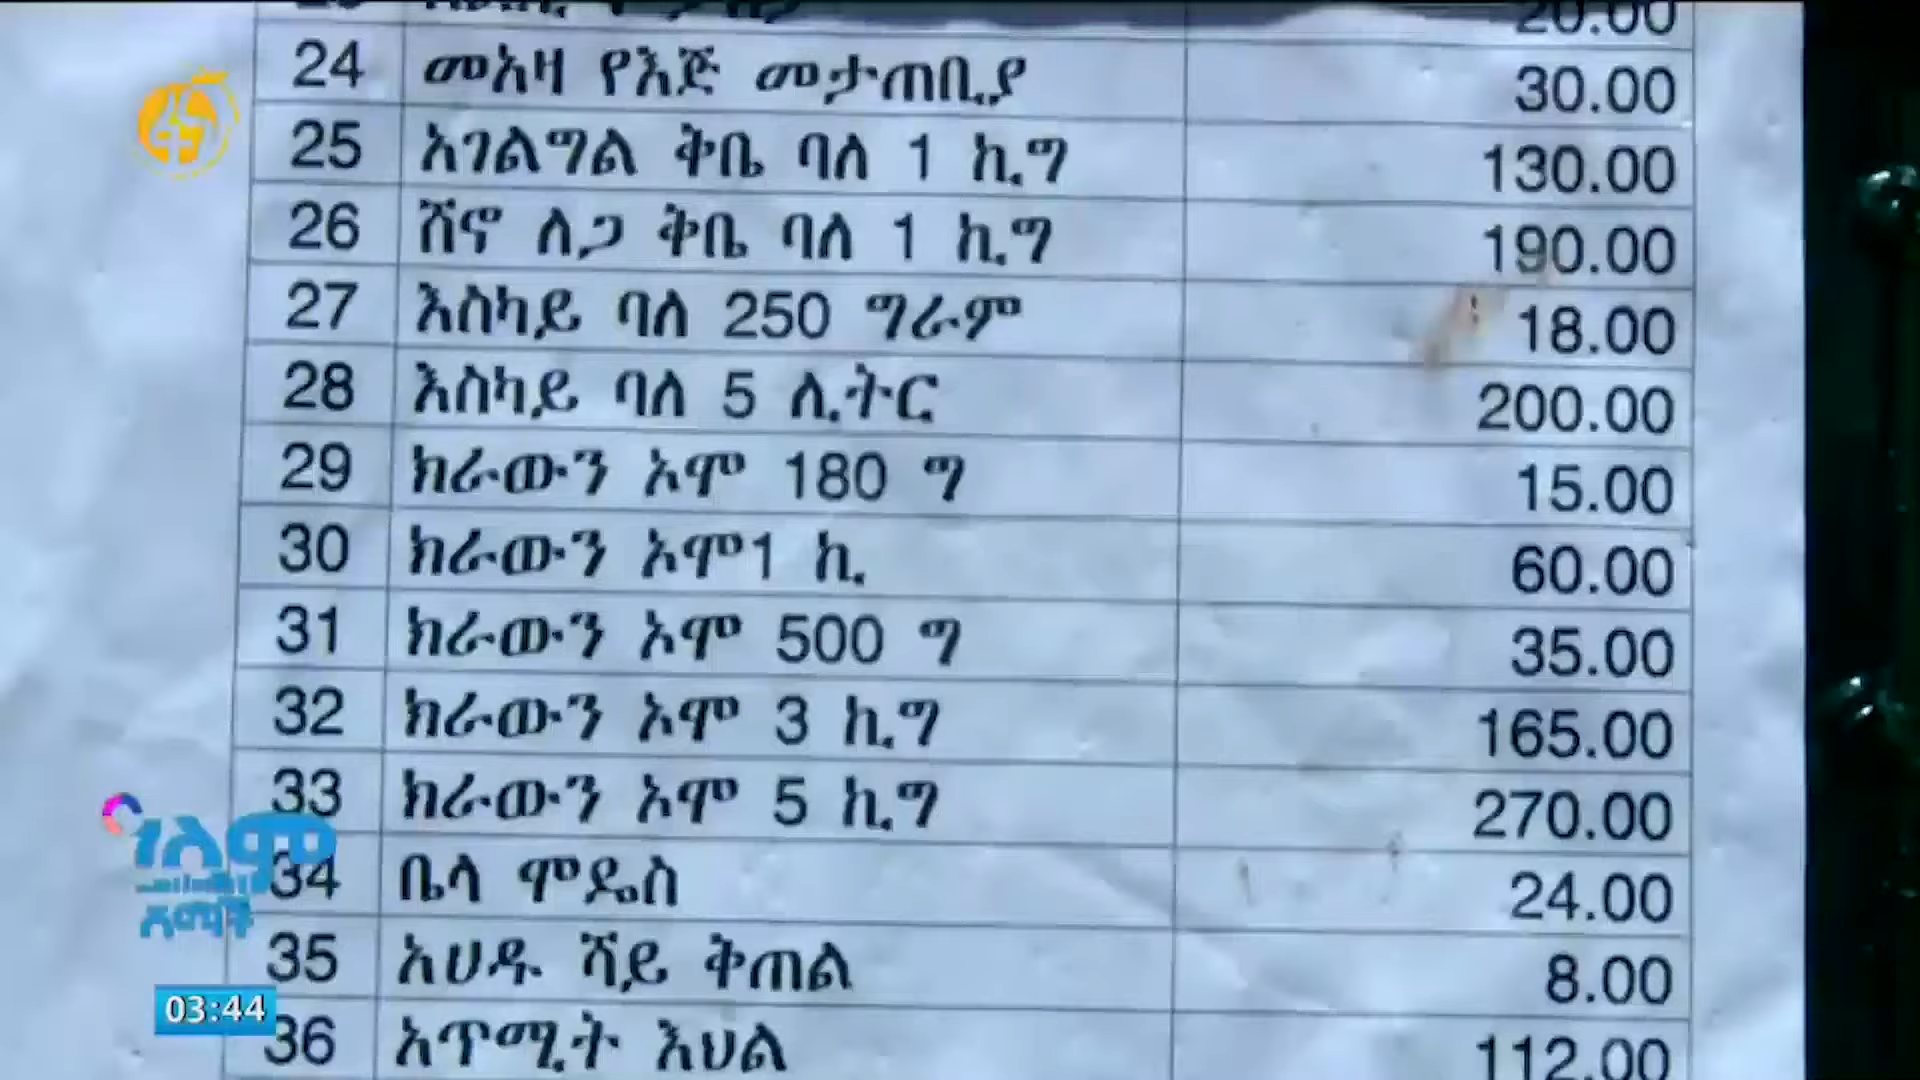 20.00
24 መአዛ የእጅ መታጠቢያ 30.00
25 አገልግል ቅቤ ባለ 1 ኪ.ግ 130.00
26 ሸኖ ለጋ ቅቤ ባለ 1 ኪ.ግ 190.00
27 እስካይ ባለ 250 ግራም 18.00
28 እስካይ ባለ 5 ሊ.ትር 200.00
29 ክራውን ኦሞ 180 ግ 15.00
30 ክራውን ኦሞ1 ኪ. 60.00
31 ክራውን ኦሞ 500 ግ 35.00
32 ክራውን ኦሞ 3 ኪ.ግ 165.00
33 ክራውን ኦሞ 5 ኪ.ግ 270.00
34 ቤላ ሞዴስ 24.00
35 አሀዱ ሻይ ቅጠል 8.00
36 አጥሚት እህል 112.00
03:44